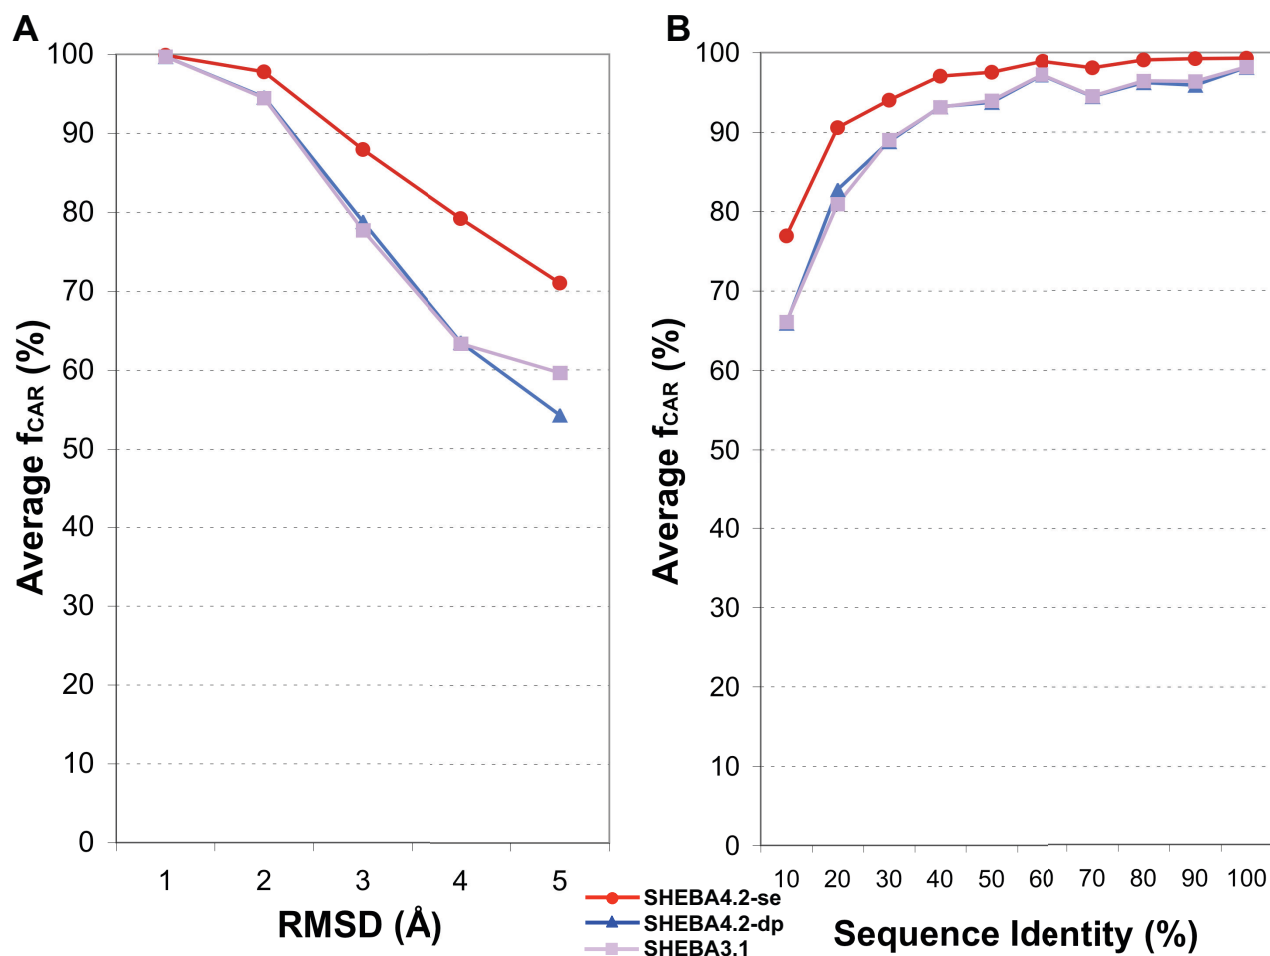 A
100
90
80
70
60
50
40
30
20
10
0
Average fCAR (%)
1 2 3 4 5
RMSD (Å)
B
100
90
80
70
60
50
40
30
20
10
0
Average fCAR (%)
10 20 30 40 50 60 70 80 90 100
Sequence Identity (%)
SHEBA4.2-se
SHEBA4.2-dp
SHEBA3.1